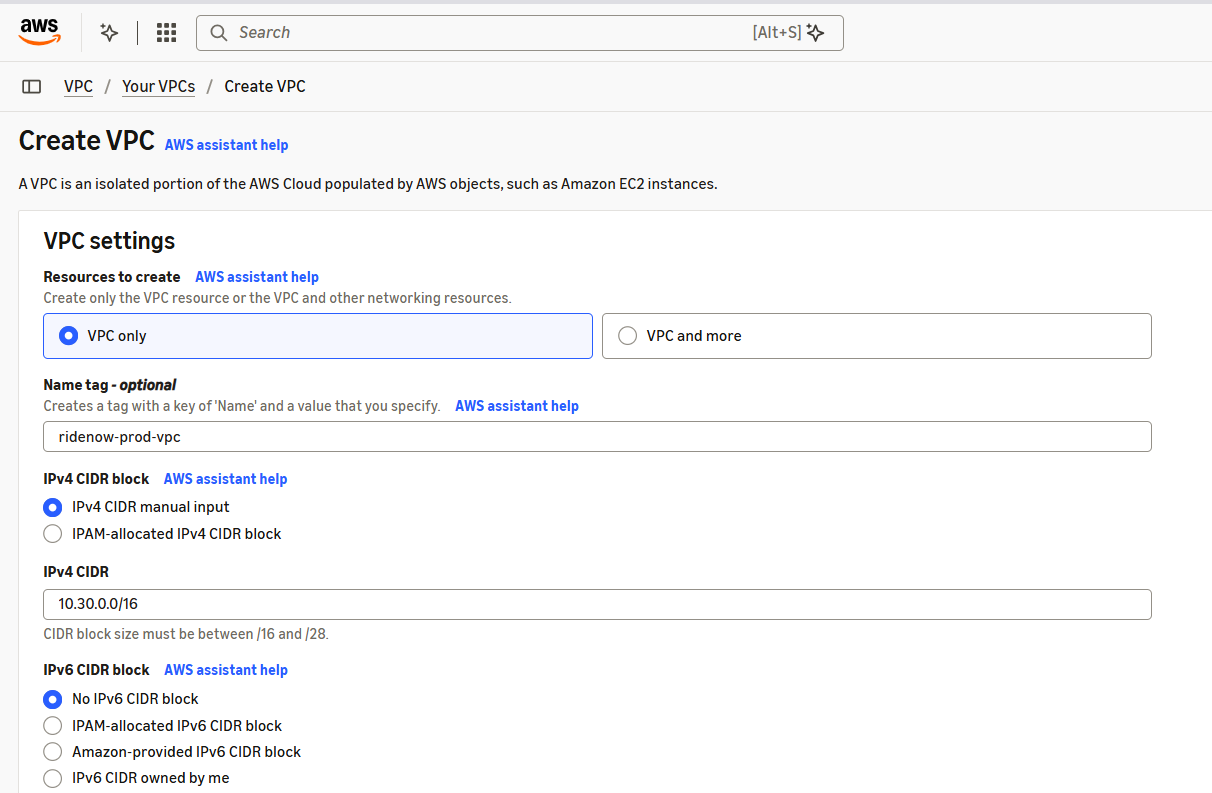 aws
Search [Alt+S]
VPC / Your VPCs / Create VPC
Create VPC AWS assistant help
A VPC is an isolated portion of the AWS Cloud populated by AWS objects, such as Amazon EC2 instances.
VPC settings
Resources to create AWS assistant help
Create only the VPC resource or the VPC and other networking resources.
VPC only VPC and more
Name tag - optional
Creates a tag with a key of 'Name' and a value that you specify. AWS assistant help
ridenow-prod-vpc
IPv4 CIDR block AWS assistant help
IPv4 CIDR manual input
IPAM-allocated IPv4 CIDR block
IPv4 CIDR
10.30.0.0/16
CIDR block size must be between /16 and /28.
IPv6 CIDR block AWS assistant help
No IPv6 CIDR block
IPAM-allocated IPv6 CIDR block
Amazon-provided IPv6 CIDR block
IPv6 CIDR owned by me